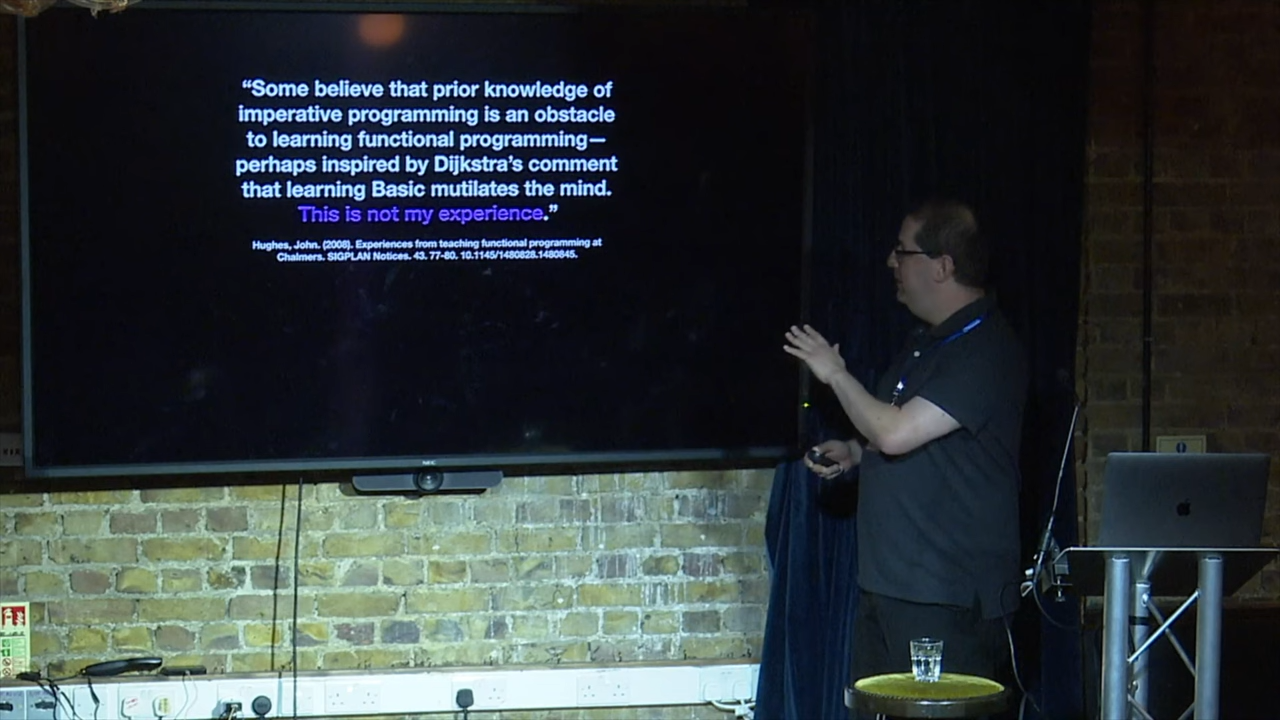 “Some believe that prior knowledge of
imperative programming is an obstacle
to learning functional programming—
perhaps inspired by Dijkstra’s comment
that learning Basic mutilates the mind.
This is not my experience.”
Hughes, John. (2008). Experiences from teaching functional programming at
Chalmers. SIGPLAN Notices. 43. 77-80. 10.1145/1480828.1480845.
NEC